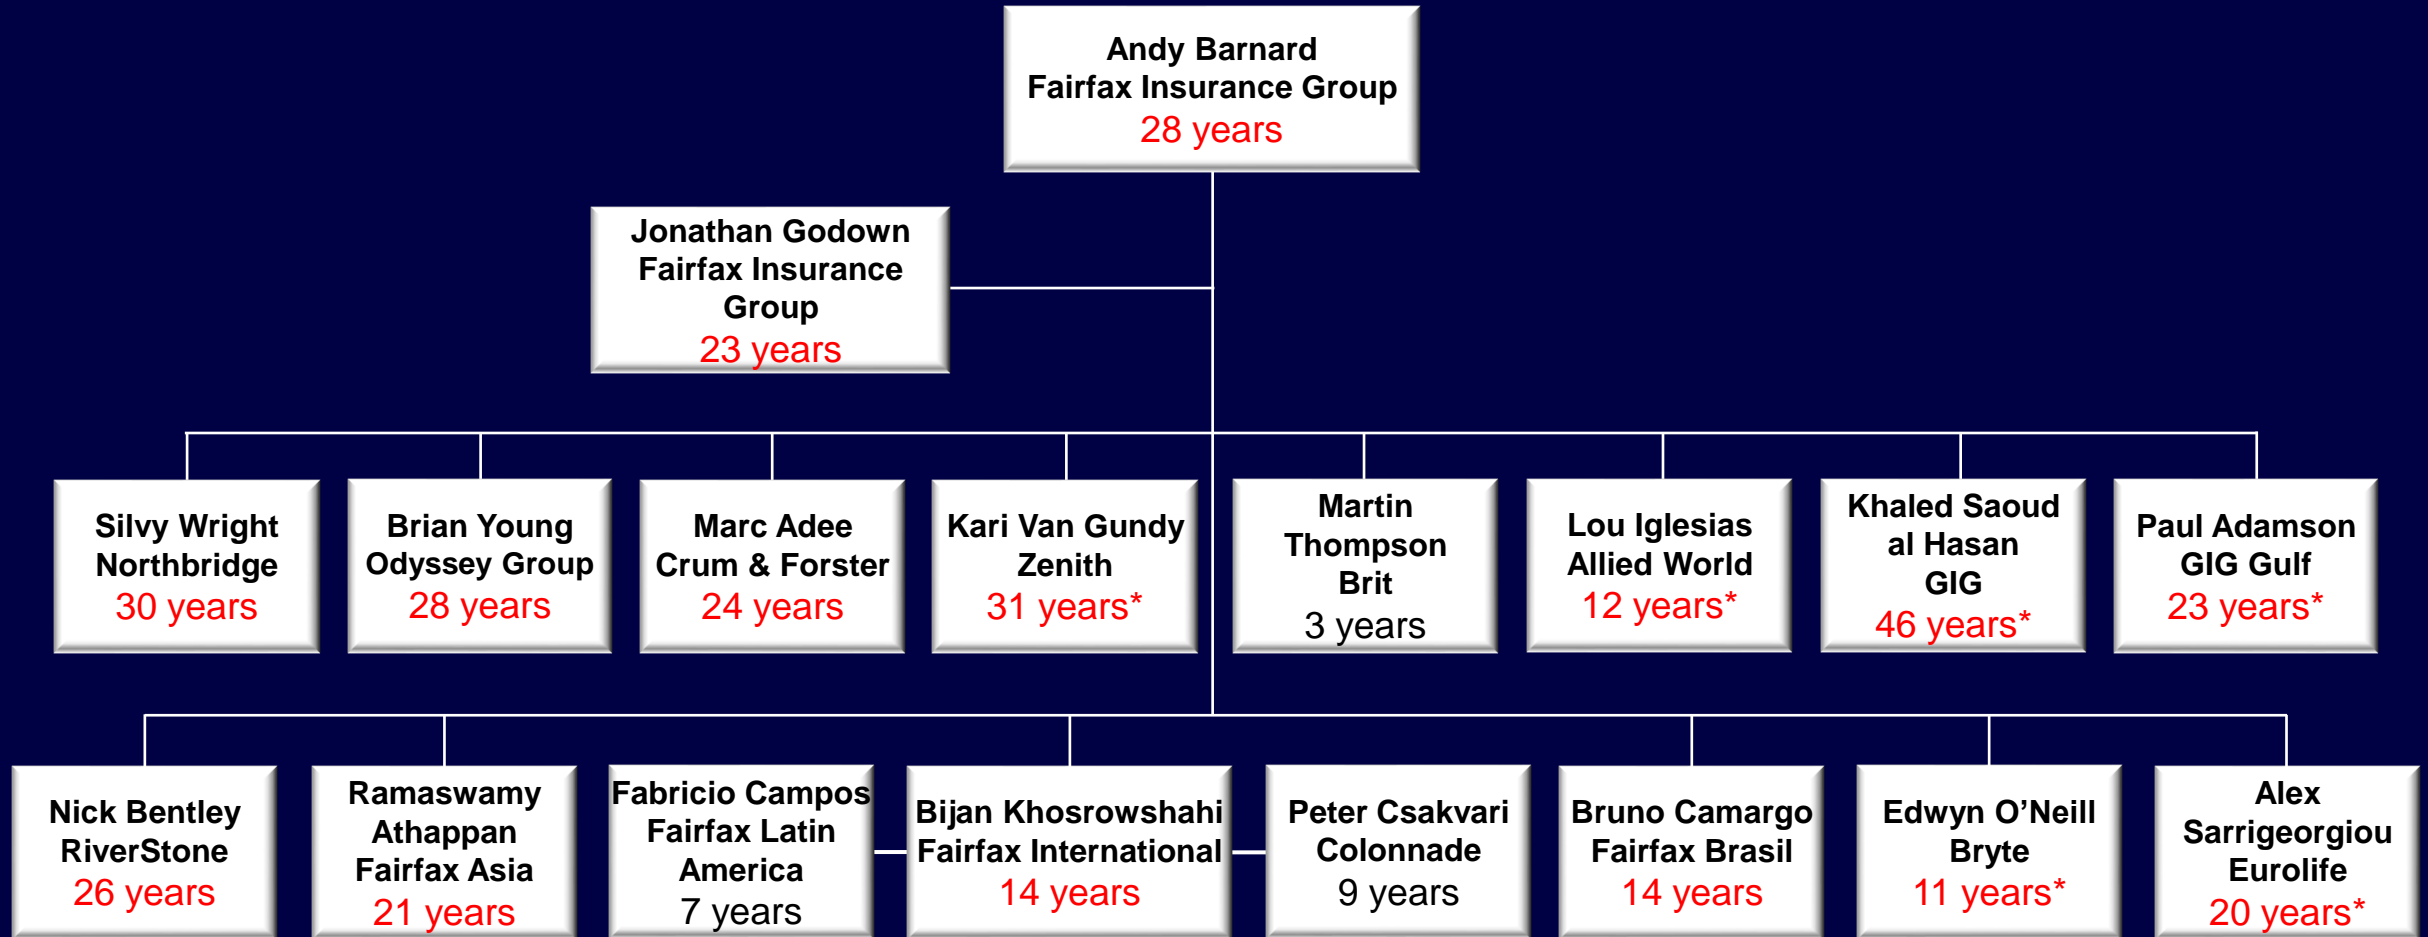 Andy Barnard
Fairfax Insurance Group
28 years
Jonathan Godown
Fairfax Insurance
Group
23 years
Silvy Wright
Northbridge
30 years
Brian Young
Odyssey Group
28 years
Marc Adee
Crum & Forster
24 years
Kari Van Gundy
Zenith
31 years*
Martin
Thompson
Brit
3 years
Lou Iglesias
Allied World
12 years*
Khaled Saoud
al Hasan
GIG
46 years*
Paul Adamson
GIG Gulf
23 years*
Nick Bentley
RiverStone
26 years
Ramaswamy
Athappan
Fairfax Asia
21 years
Fabricio Campos
Fairfax Latin
America
7 years
Bijan Khosrowshahi
Fairfax International
14 years
Peter Csakvari
Colonnade
9 years
Bruno Camargo
Fairfax Brasil
14 years
Edwyn O’Neill
Bryte
11 years*
Alex
Sarrigeorgiou
Eurolife
20 years*